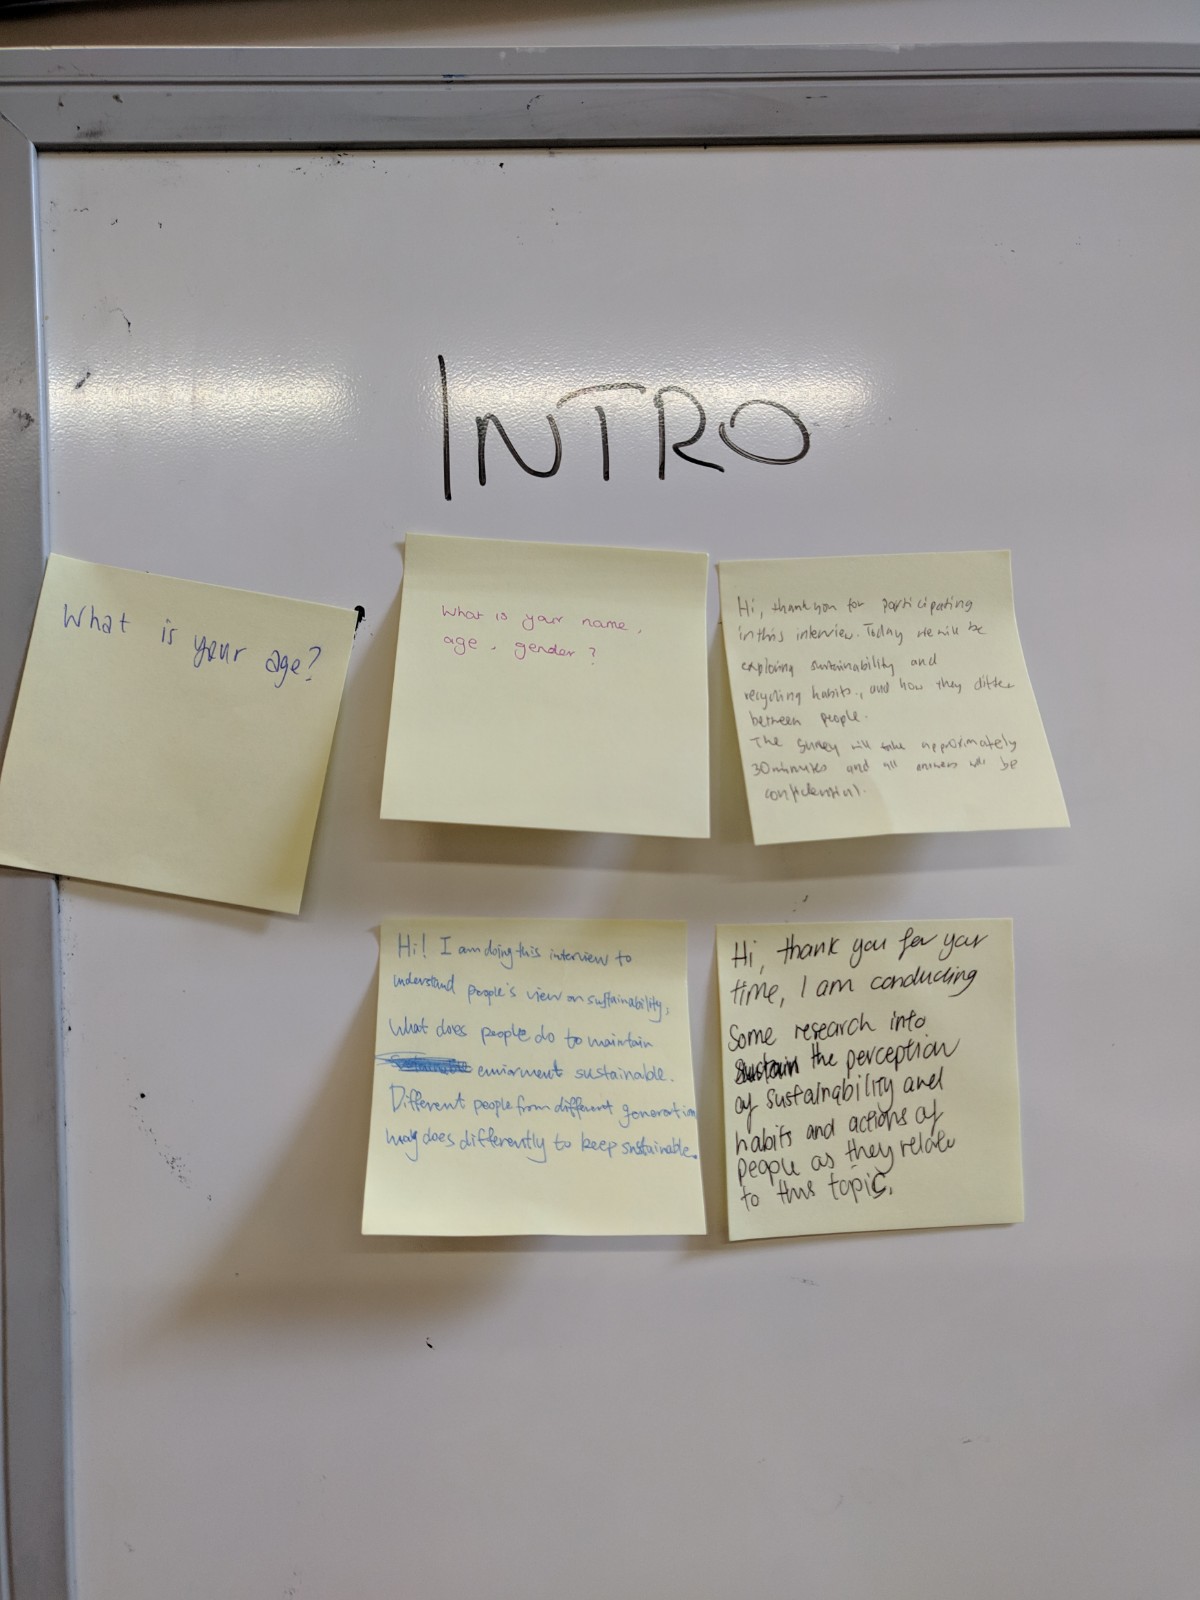 INTRO
What is your age?
What is your name,
age, gender?
Hi, thank you for participating
in this interview. Today we will be
exploring sustainability and
recycling habits, and how they differ
between people.
The survey will take approximately
30 minutes and all answers will be
confidential.
Hi! I am doing this interview to
understand people's view on sustainability,
What does people do to maintain
enviorment sustainable.
Different people from different generation
may does differently to keep sustainable.
Hi, thank you for your
time, I am conducting
Some research into
the perception
of sustainability and
habits and actions of
people as they relate
to this topic.